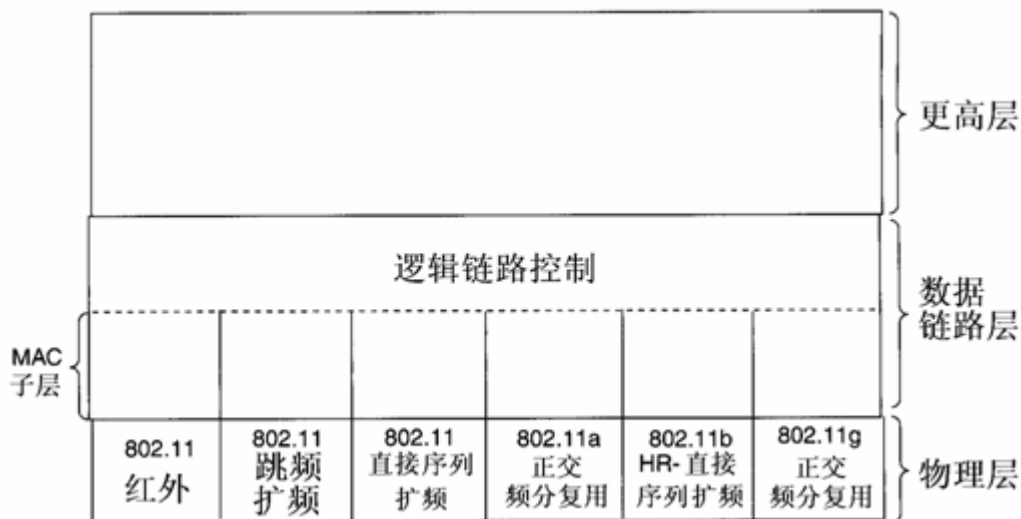 更高层
逻辑链路控制
数据
链路层
MAC
子层
802.11
红外
802.11
跳频
扩频
802.11
直接序列
扩频
802.11a
正交
频分复用
802.11b
HR-直接
序列扩频
802.11g
正交
频分复用
物理层